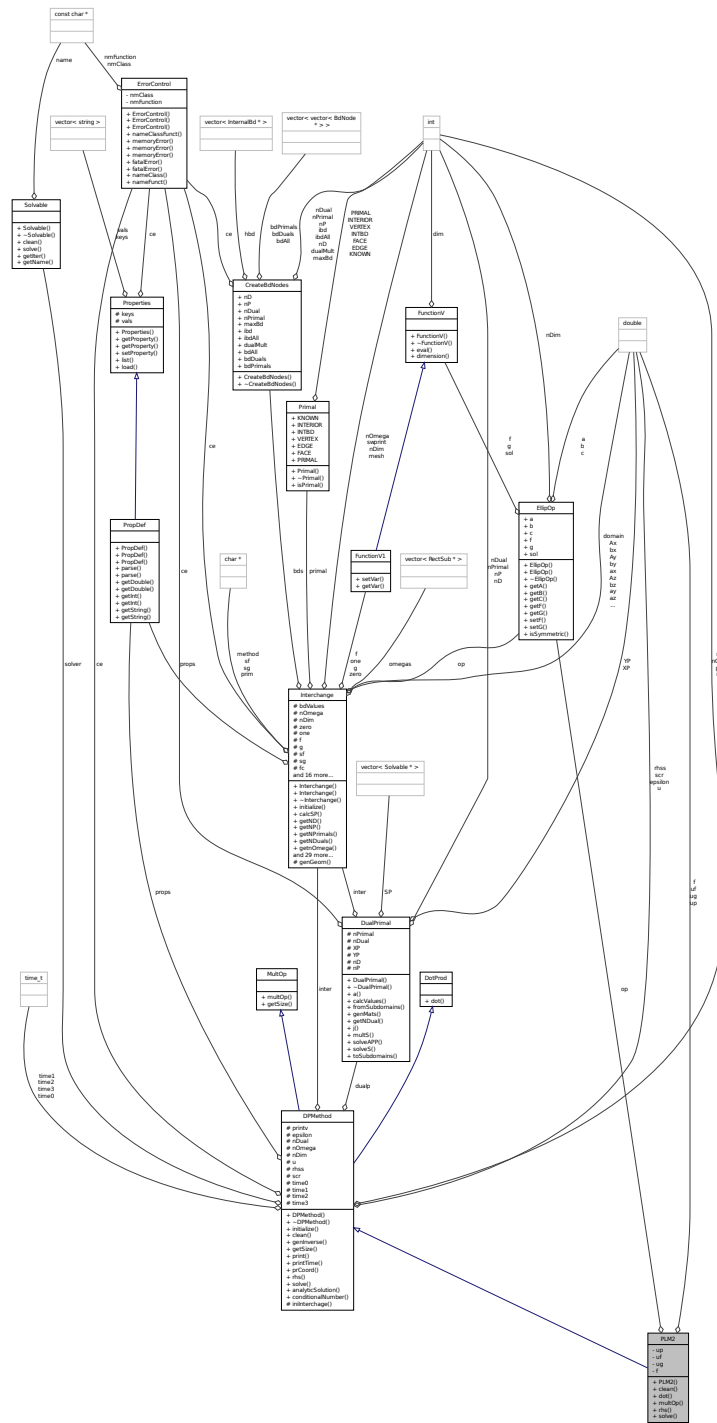 const char *
name
nmfunction
nmClass
ErrorControl
- nmClass
- nmfunction
+ ErrorControl()
+ ErrorControl()
+ ErrorControl()
+ nameClassfunct()
+ memoryError()
+ memoryError()
+ fatalError()
+ fatalError()
+ nameClass()
+ namefunct()
vector< string >
vector< InternalBd * >
vector< vector< BdNode
* > >
int
Solvable
+ Solvable()
+ ~Solvable()
+ clean()
+ solve()
+ getIter()
+ getName()
vals
keys
ce
ce
hbd
bdPrimals
bdDuals
bdAll
nDual
nPrimal
nP
ibd
ibdAll
nD
dualMult
maxBd
PRIMAL
INTERIOR
VERTEX
INTBD
FACE
EDGE
KNOWN
dim
Properties
# keys
# vals
+ Properties()
+ getProperty()
+ getProperty()
+ setProperty()
+ list()
+ load()
CreateBdNodes
+ nD
+ nP
+ nDual
+ nPrimal
+ maxBd
+ ibd
+ ibdAll
+ dualMult
+ bdAll
+ bdDuals
+ bdPrimals
+ CreateBdNodes()
+ ~CreateBdNodes()
FunctionV
+ FunctionV()
+ ~FunctionV()
+ eval()
+ dimension()
nDim
double
Primal
+ KNOWN
+ INTERIOR
+ INTBD
+ VERTEX
+ EDGE
+ FACE
+ PRIMAL
+ Primal()
+ ~Primal()
+ isPrimal()
ce
nOmega
swprint
nDim
mesh
f
g
sol
a
b
c
EllipOp
+ a
+ b
+ c
+ f
+ g
+ sol
+ EllipOp()
+ EllipOp()
+ ~EllipOp()
+ getA()
+ getB()
+ getC()
+ getF()
+ getG()
+ setF()
+ setG()
+ isSymmetric()
PropDef
+ PropDef()
+ PropDef()
+ PropDef()
+ parse()
+ parse()
+ getDouble()
+ getDouble()
+ getInt()
+ getInt()
+ getString()
+ getString()
char *
FunctionV1
+ setVar()
+ getVar()
vector< RectSub * >
domain
Ax
bx
Ay
by
ax
Az
bz
ay
az
...
ce
bds
primal
nDual
nPrimal
nP
nD
solver
ce
props
method
sf
sg
prim
f
one
g
zero
omegas
op
YP
XP
Interchange
# bdValues
# nOmega
# nDim
# zero
# one
# f
# g
# sf
# sg
# fc
and 16 more...
+ Interchange()
+ Interchange()
+ ~Interchange()
+ initialize()
+ calcSP()
+ getND()
+ getNP()
+ getNPrimals()
+ getNDuals()
+ getnOmega()
and 29 more...
# genGeom()
vector< Solvable * >
rhss
scr
epsilon
u
props
inter
SP
f
uf
ug
up
DualPrimal
# nPrimal
# nDual
# XP
# YP
# nD
# nP
+ DualPrimal()
+ ~DualPrimal()
+ a()
+ calcValues()
+ fromSubdomains()
+ genMats()
+ getNDual()
+ j()
+ multS()
+ solveAPP()
+ solveS()
+ toSubdomains()
time_t
MultOp
+ multOp()
+ getSize()
inter
DotProd
+ dot()
op
time1
time2
time3
time0
dualp
DPMethod
# printv
# epsilon
# nDual
# nOmega
# nDim
# u
# rhss
# scr
# time0
# time1
# time2
# time3
+ DPMethod()
+ ~DPMethod()
+ initialize()
+ clean()
+ genInverse()
+ getSize()
+ print()
+ printTime()
+ prCoord()
+ rhs()
+ solve()
+ analyticSolution()
+ conditionalNumber()
# iniInterchage()
PLM2
- up
- uf
- ug
- f
+ PLM2()
+ clean()
+ dot()
+ multOp()
+ rhs()
+ solve()